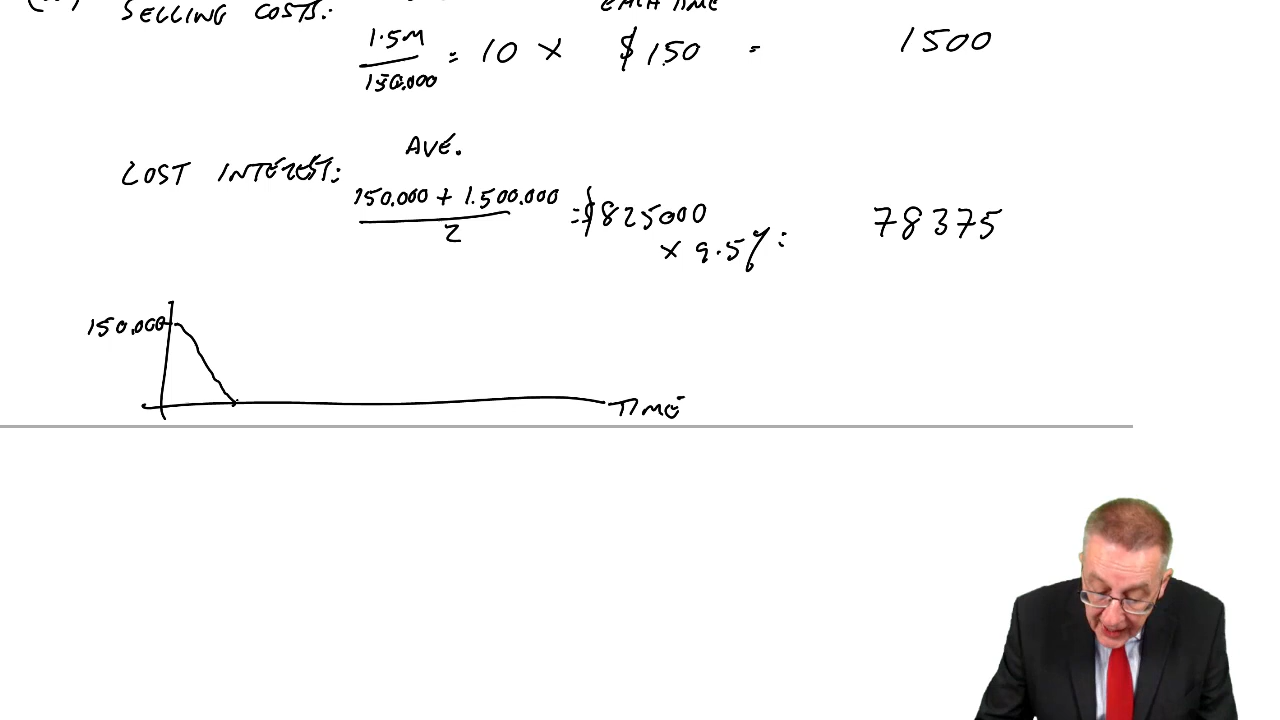 SELLING COSTS: EACH TIME
1.5M
150.000 = 10 X $150 = 1500
AVE.
LOST INTEREST:
150.000 + 1.500.000
2
= $825000
x 9.5% : 78375
150.000
TIME